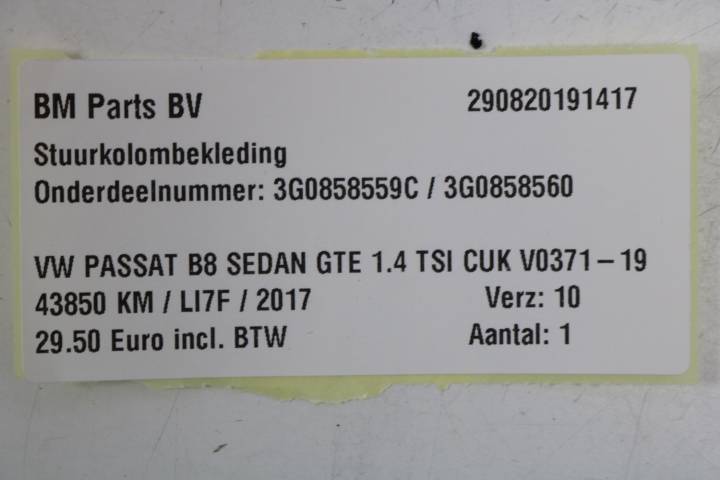 BM Parts BV 290820191417
Stuurkolombekleding
Onderdeelnummer: 3G0858559C / 3G0858560
VW PASSAT B8 SEDAN GTE 1.4 TSI CUK V0371-19
43850 KM / LI7F / 2017 Verz: 10
29.50 Euro incl. BTW Aantal: 1